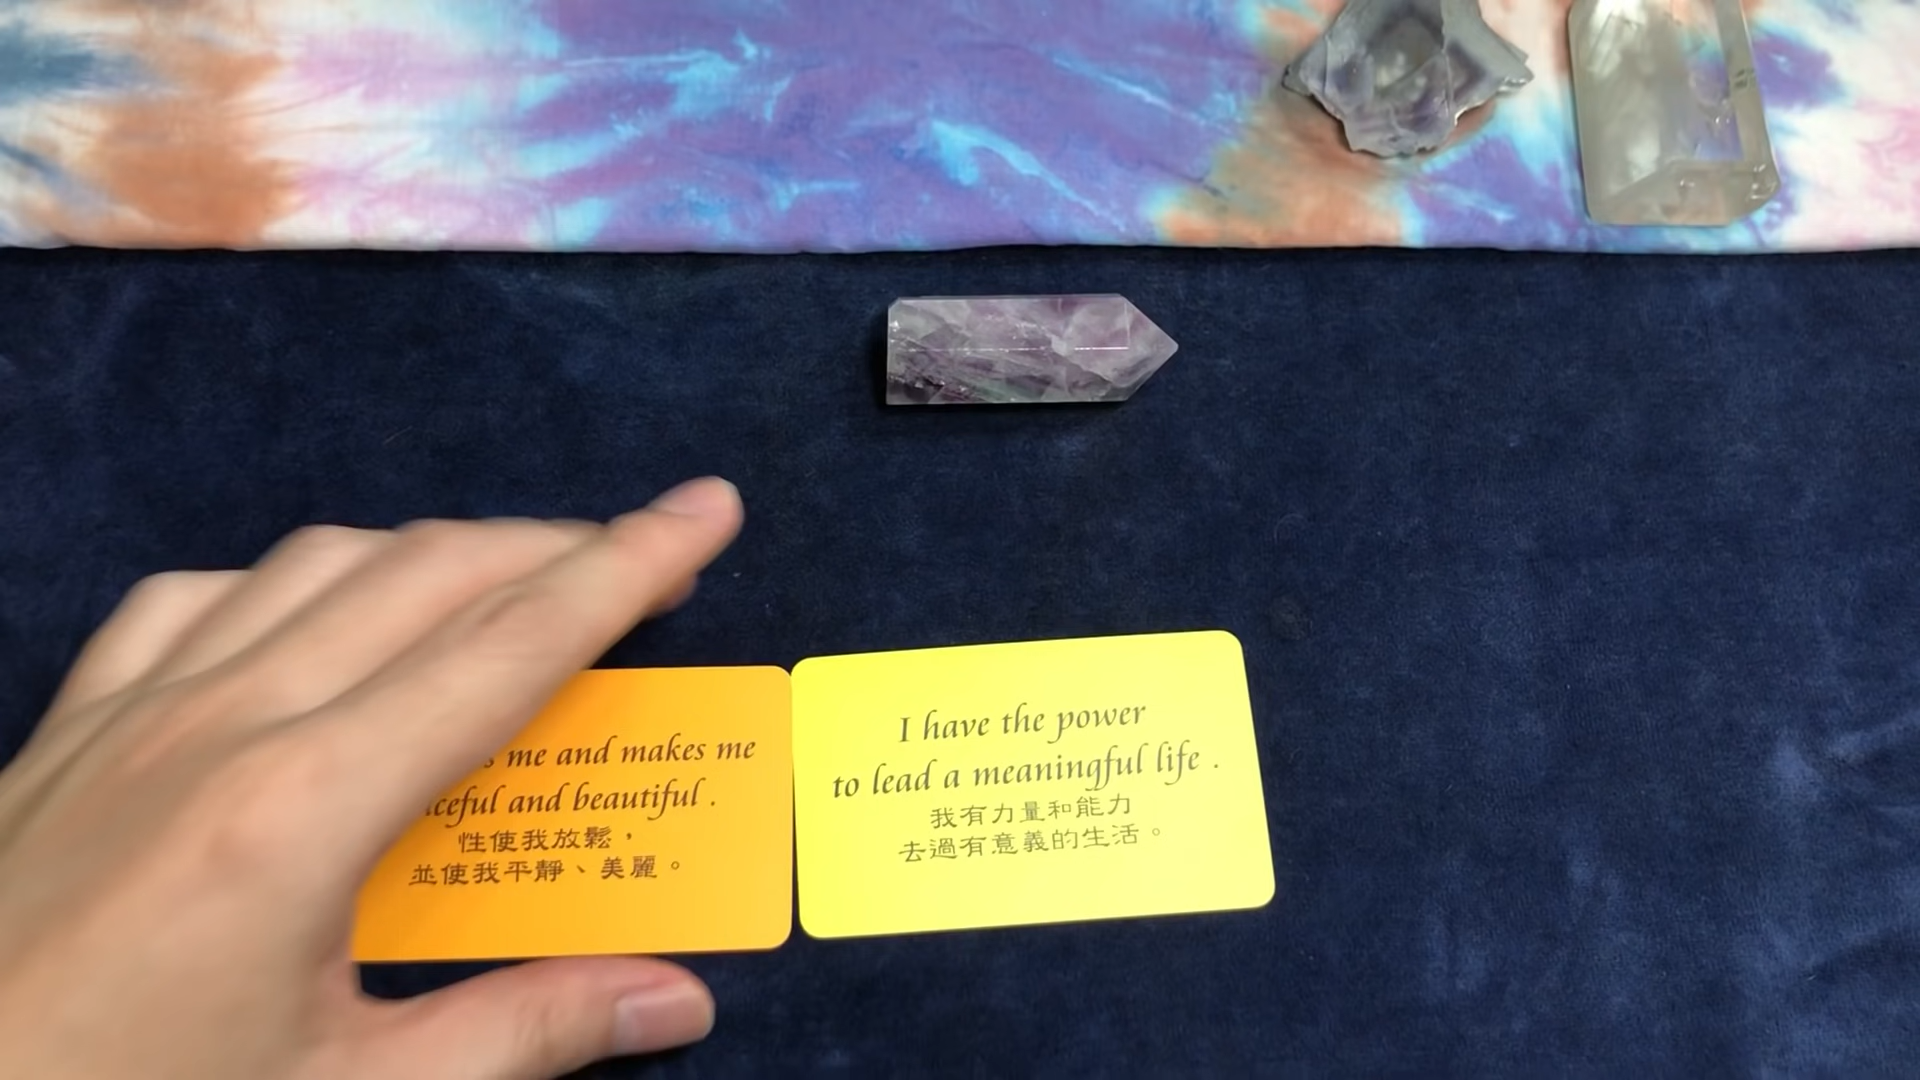 me and makes me
and beautiful .
性使我放鬆，
並使我平靜、美麗。
I have the power
to lead a meaningful life .
我有力量和能力
去過有意義的生活。